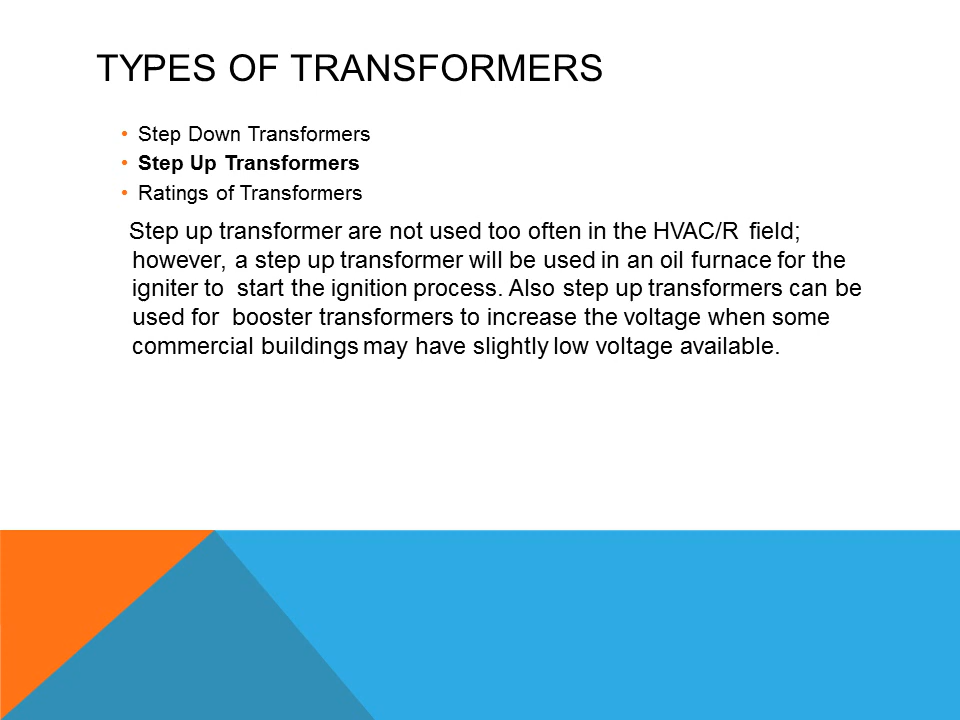 TYPES OF TRANSFORMERS
• Step Down Transformers
• Step Up Transformers
• Ratings of Transformers
Step up transformer are not used too often in the HVAC/R field;
however, a step up transformer will be used in an oil furnace for the
igniter to start the ignition process. Also step up transformers can be
used for booster transformers to increase the voltage when some
commercial buildings may have slightly low voltage available.